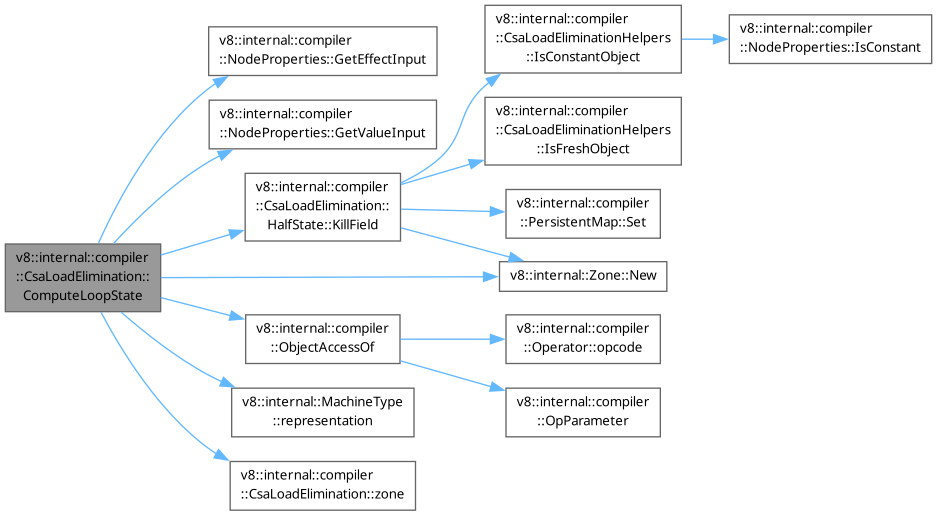 v8::internal::compiler
::CsaLoadElimination::
ComputeLoopState
v8::internal::compiler
::NodeProperties::GetEffectInput
v8::internal::compiler
::NodeProperties::GetValueInput
v8::internal::compiler
::CsaLoadElimination::
HalfState::KillField
v8::internal::compiler
::CsaLoadEliminationHelpers
::IsConstantObject
v8::internal::compiler
::NodeProperties::IsConstant
v8::internal::compiler
::CsaLoadEliminationHelpers
::IsFreshObject
v8::internal::compiler
::PersistentMap::Set
v8::internal::Zone::New
v8::internal::compiler
::ObjectAccessOf
v8::internal::compiler
::Operator::opcode
v8::internal::compiler
::OpParameter
v8::internal::MachineType
::representation
v8::internal::compiler
::CsaLoadElimination::zone